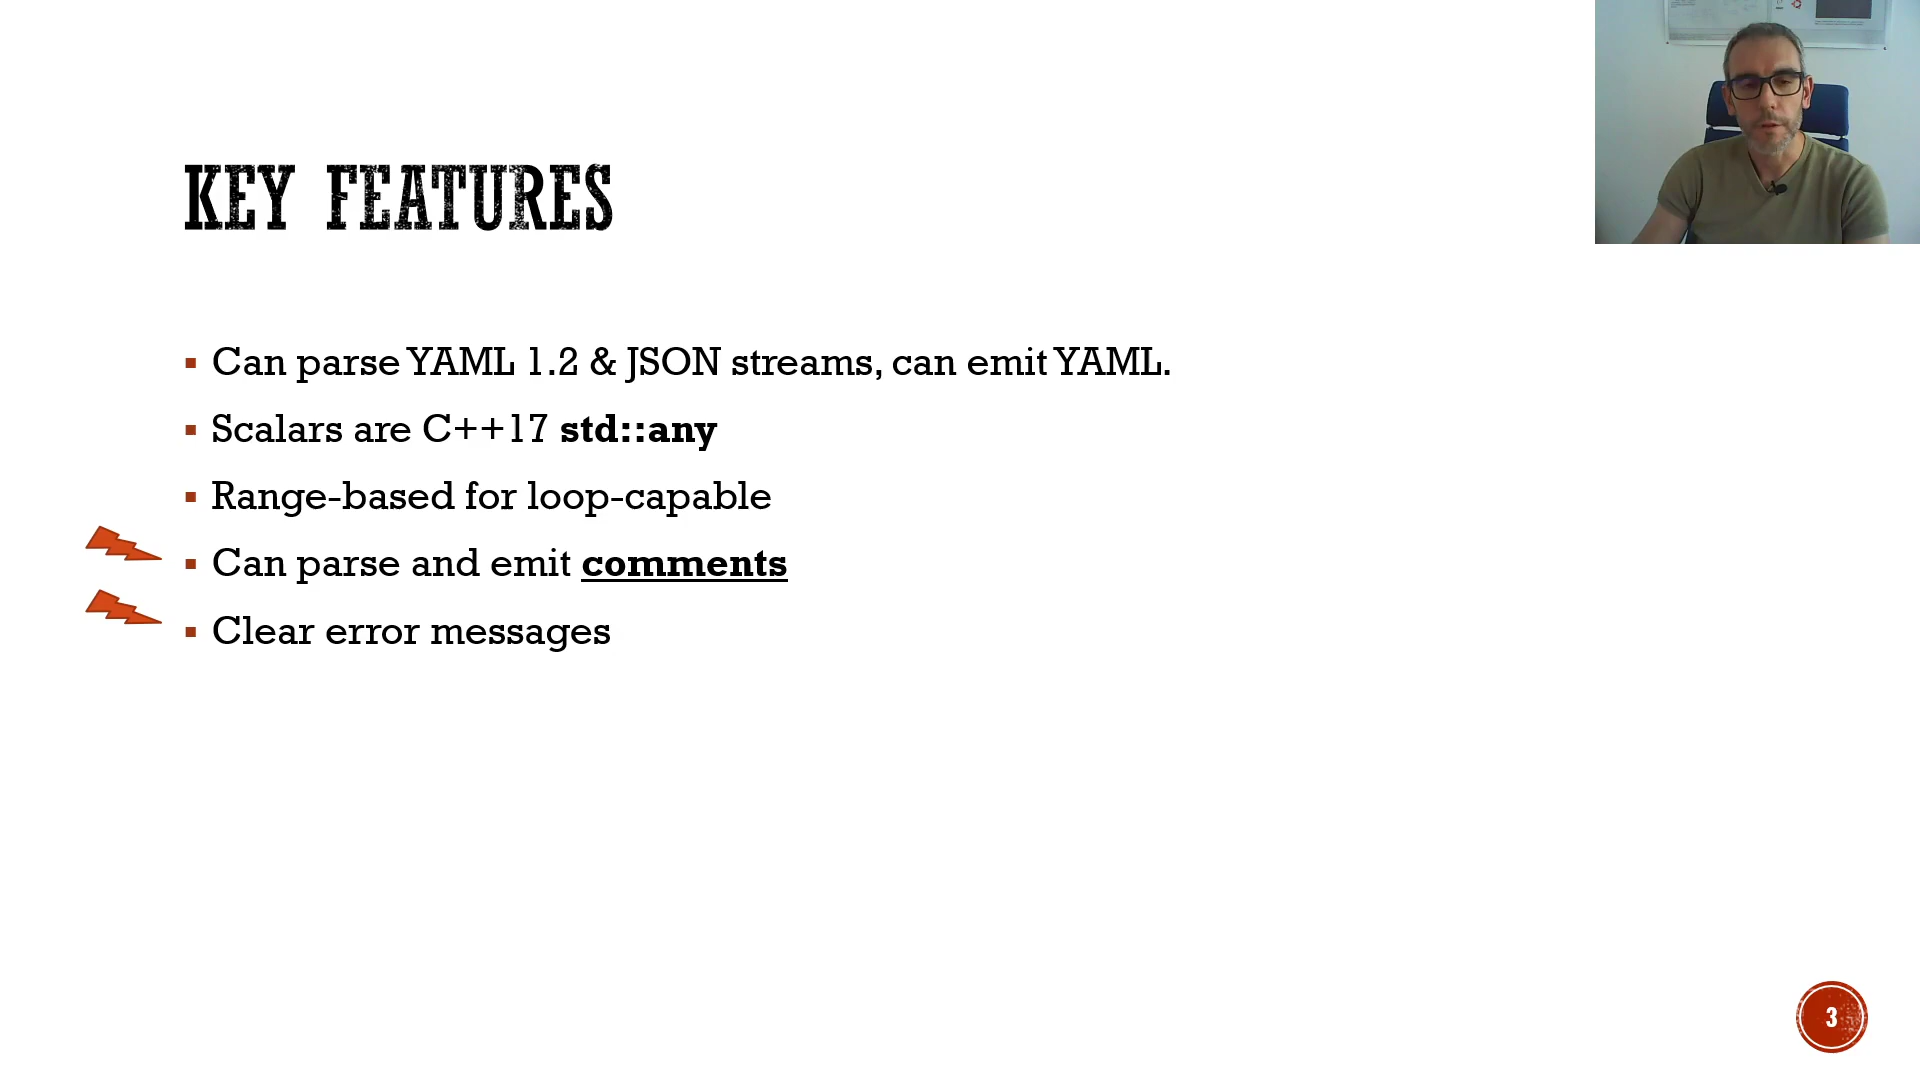 KEY FEATURES
Can parse YAML 1.2 & JSON streams, can emit YAML.
Scalars are C++17 std::any
Range-based for loop-capable
Can parse and emit comments
Clear error messages
3